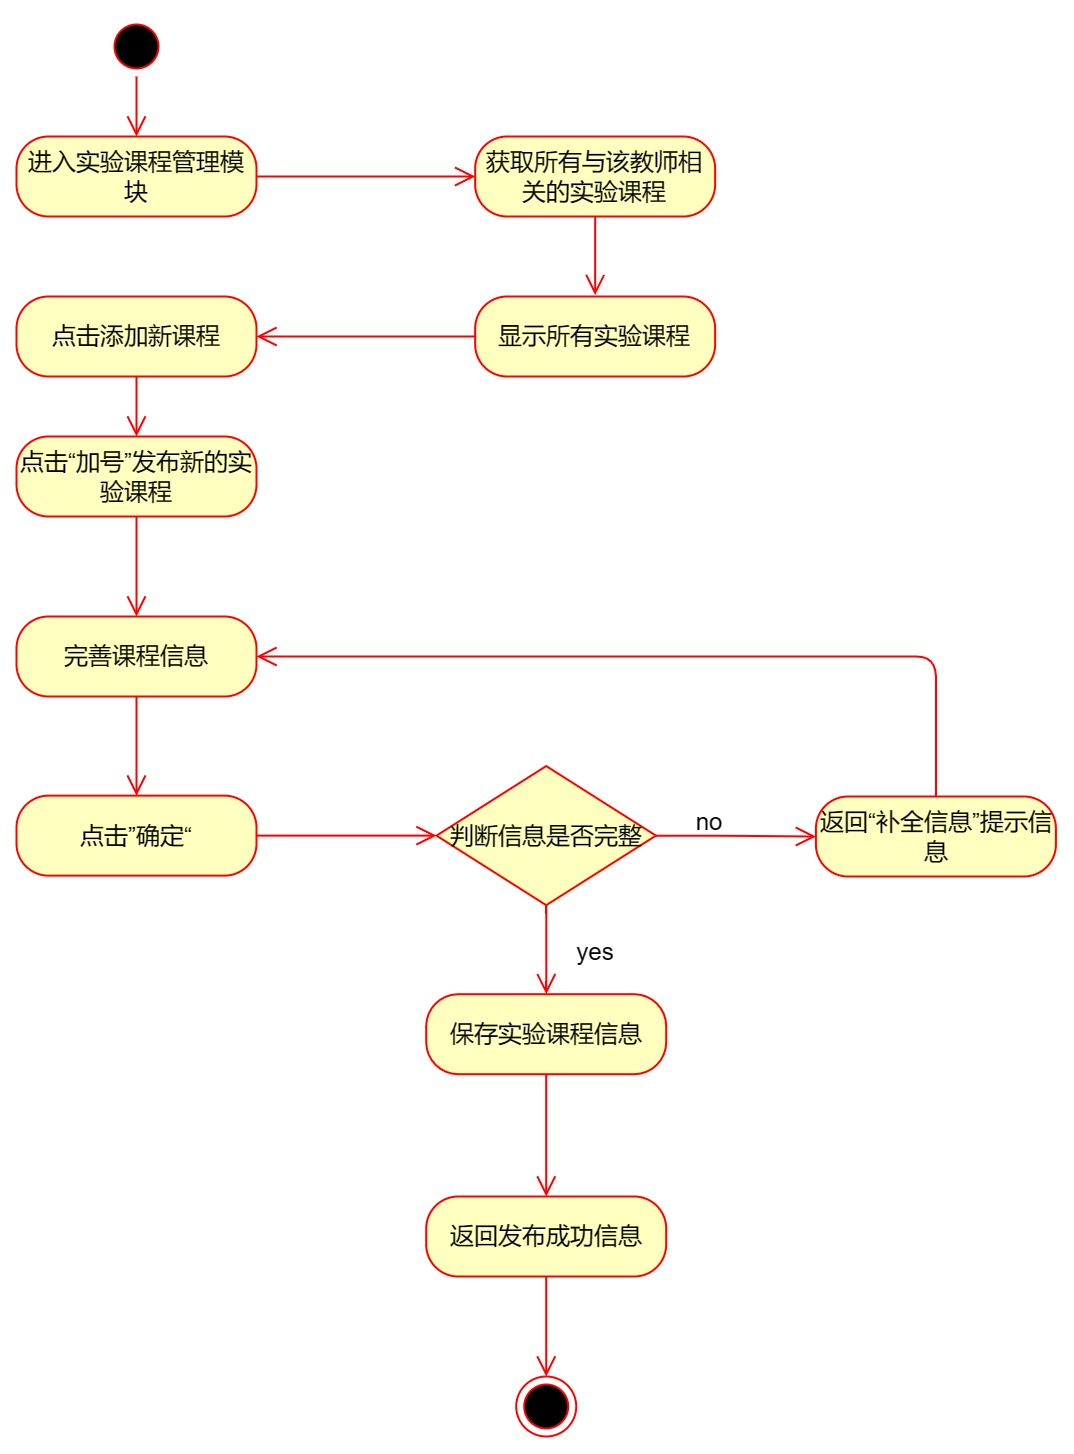 进入实验课程管理模
块
获取所有与该教师相
关的实验课程
点击添加新课程
显示所有实验课程
点击“加号”发布新的实
验课程
完善课程信息
点击”确定“
判断信息是否完整
no
返回“补全信息”提示信
息
yes
保存实验课程信息
返回发布成功信息